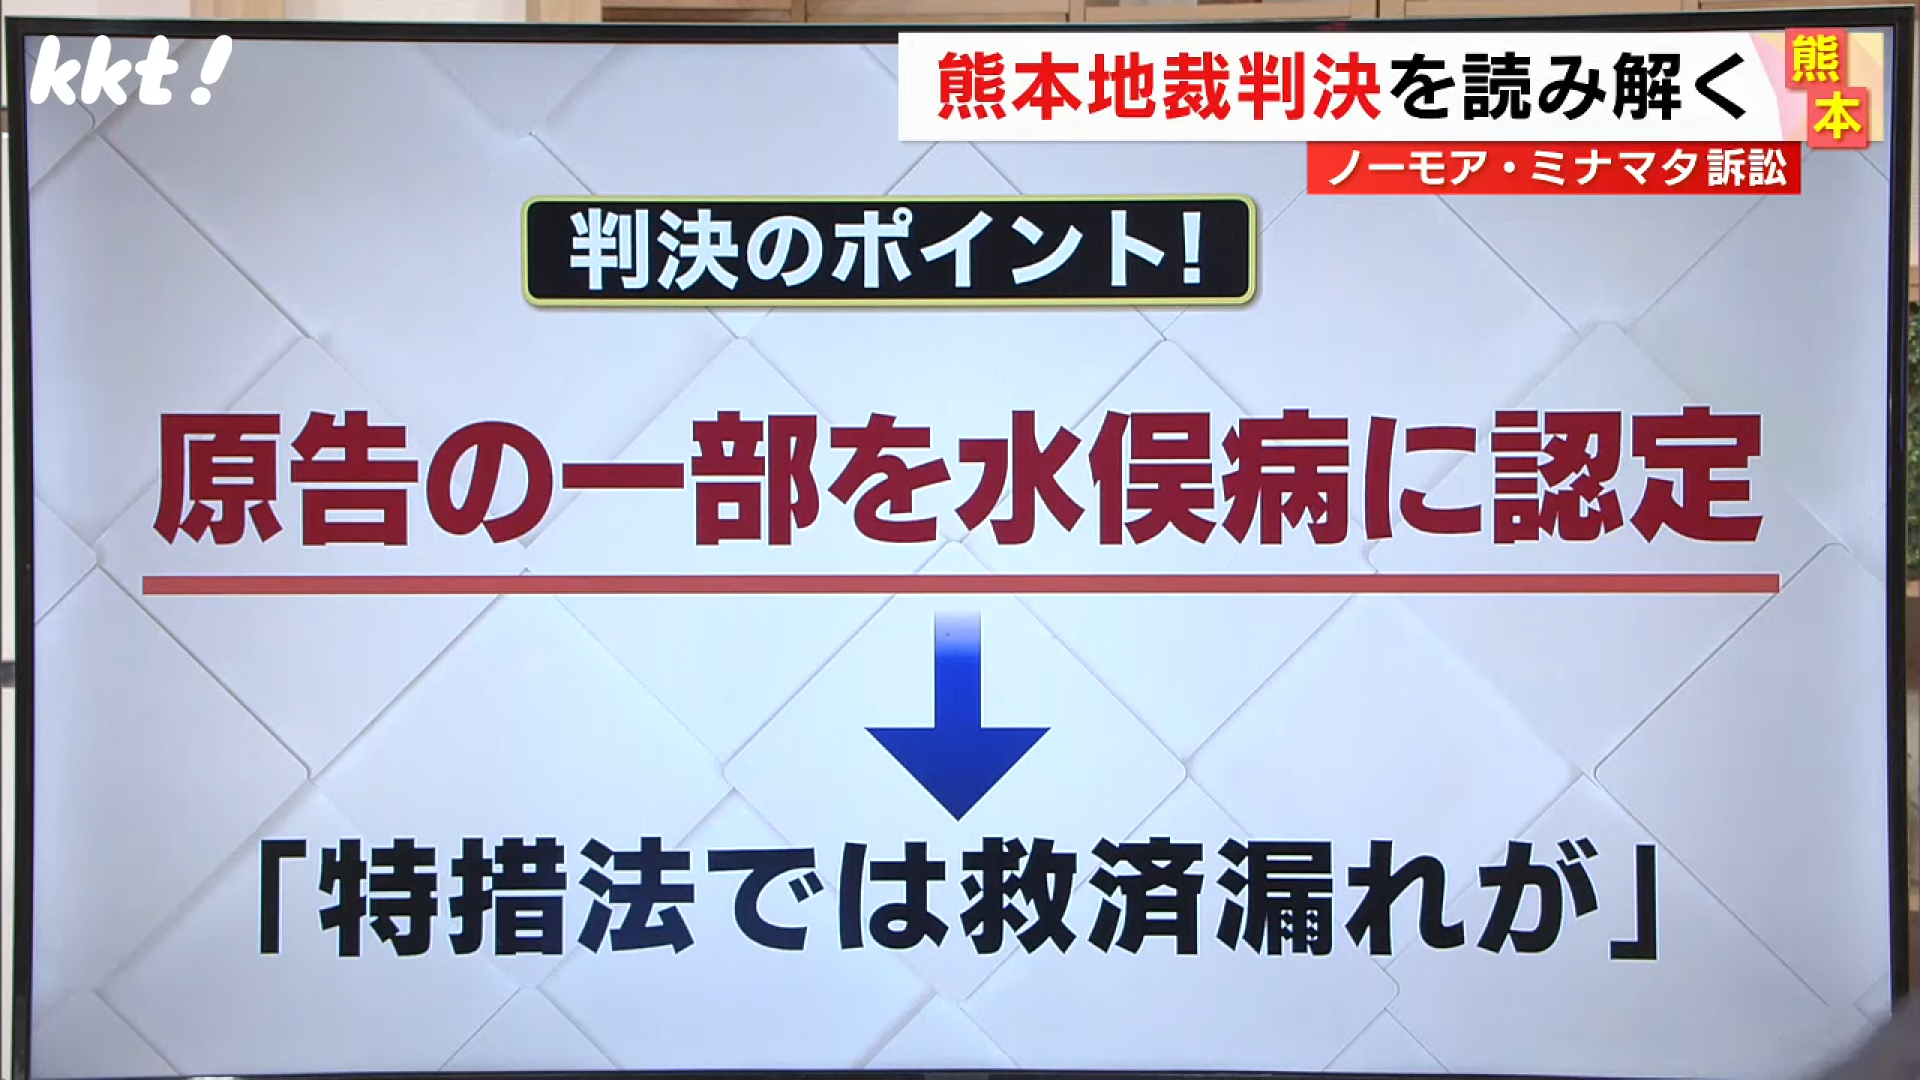 kkt!
熊本地裁判決を読み解く
熊本
ノーモア・ミナマタ訴訟
判決のポイント!
原告の一部を水俣病に認定
「特措法では救済漏れが」